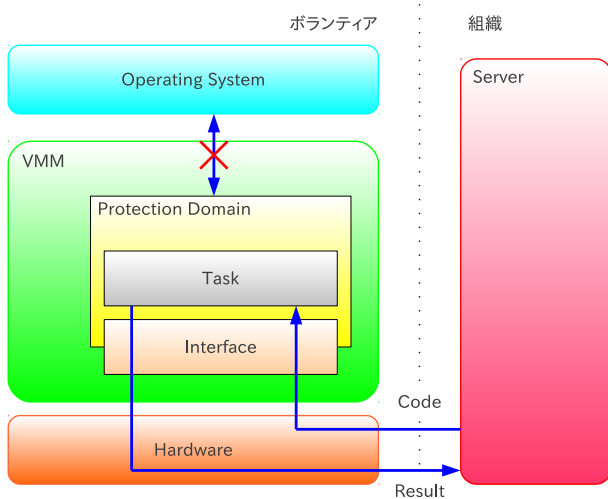 ボランティア
組織
Operating System
Server
VMM
Protection Domain
Task
Interface
Code
Hardware
Result